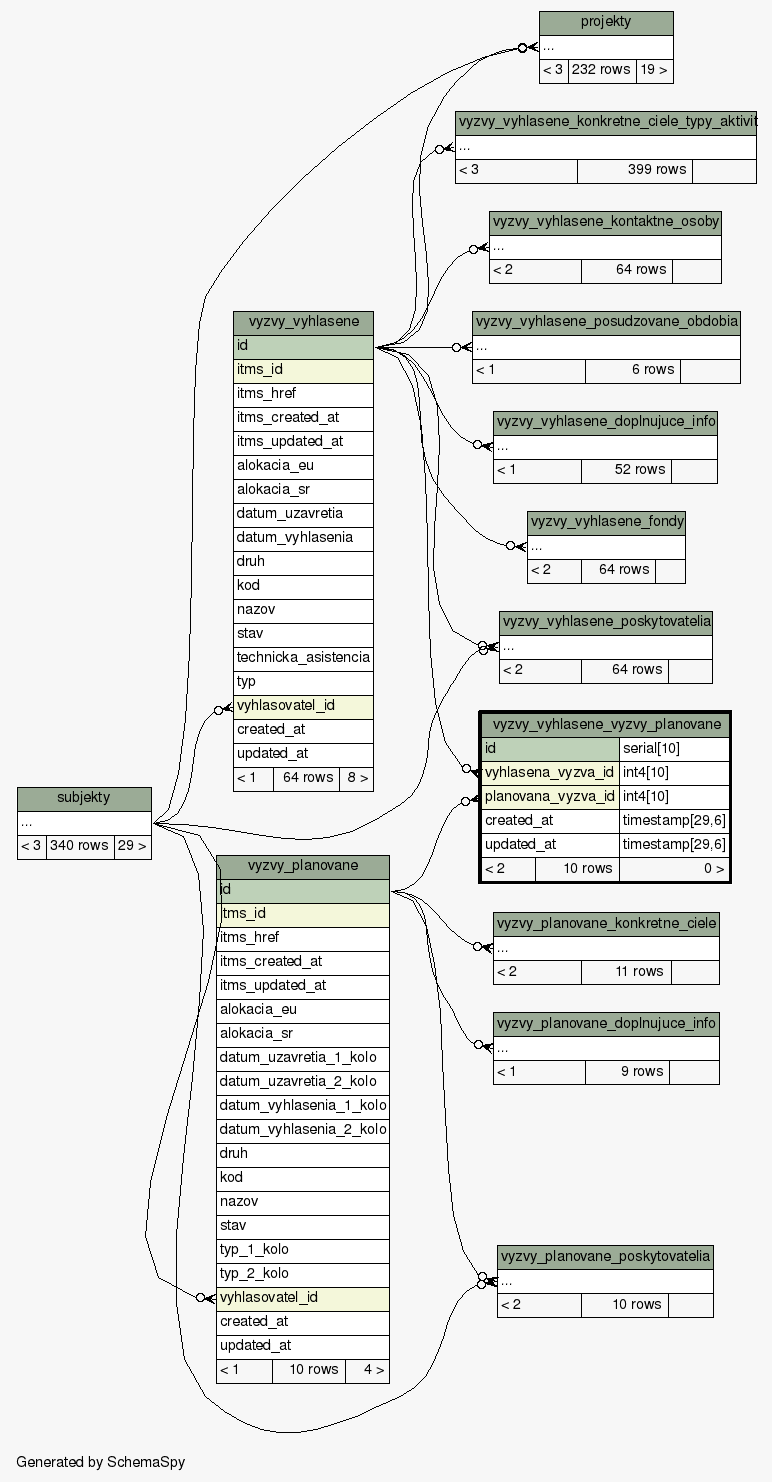 projekty
...
< 3 232 rows 19 >
vyzvy_vyhlasene_konkretne_ciele_typy_aktivit
...
< 3 399 rows
vyzvy_vyhlasene_kontaktne_osoby
...
< 2 64 rows
vyzvy_vyhlasene
id
itms_id
itms_href
itms_created_at
itms_updated_at
alokacia_eu
alokacia_sr
datum_uzavretia
datum_vyhlasenia
druh
kod
nazov
stav
technicka_asistencia
typ
vyhlasovatel_id
created_at
updated_at
< 1 64 rows 8 >
vyzvy_vyhlasene_posudzovane_obdobia
...
< 1 6 rows
vyzvy_vyhlasene_doplnujuce_info
...
< 1 52 rows
vyzvy_vyhlasene_fondy
...
< 2 64 rows
vyzvy_vyhlasene_poskytovatelia
...
< 2 64 rows
vyzvy_vyhlasene_vyzvy_planovane
id serial[10]
vyhlasena_vyzva_id int4[10]
planovana_vyzva_id int4[10]
created_at timestamp[29,6]
updated_at timestamp[29,6]
< 2 10 rows 0 >
subjekty
...
< 3 340 rows 29 >
vyzvy_planovane
id
itms_id
itms_href
itms_created_at
itms_updated_at
alokacia_eu
alokacia_sr
datum_uzavretia_1_kolo
datum_uzavretia_2_kolo
datum_vyhlasenia_1_kolo
datum_vyhlasenia_2_kolo
druh
kod
nazov
stav
typ_1_kolo
typ_2_kolo
vyhlasovatel_id
created_at
updated_at
< 1 10 rows 4 >
vyzvy_planovane_konkretne_ciele
...
< 2 11 rows
vyzvy_planovane_doplnujuce_info
...
< 1 9 rows
vyzvy_planovane_poskytovatelia
...
< 2 10 rows
Generated by SchemaSpy